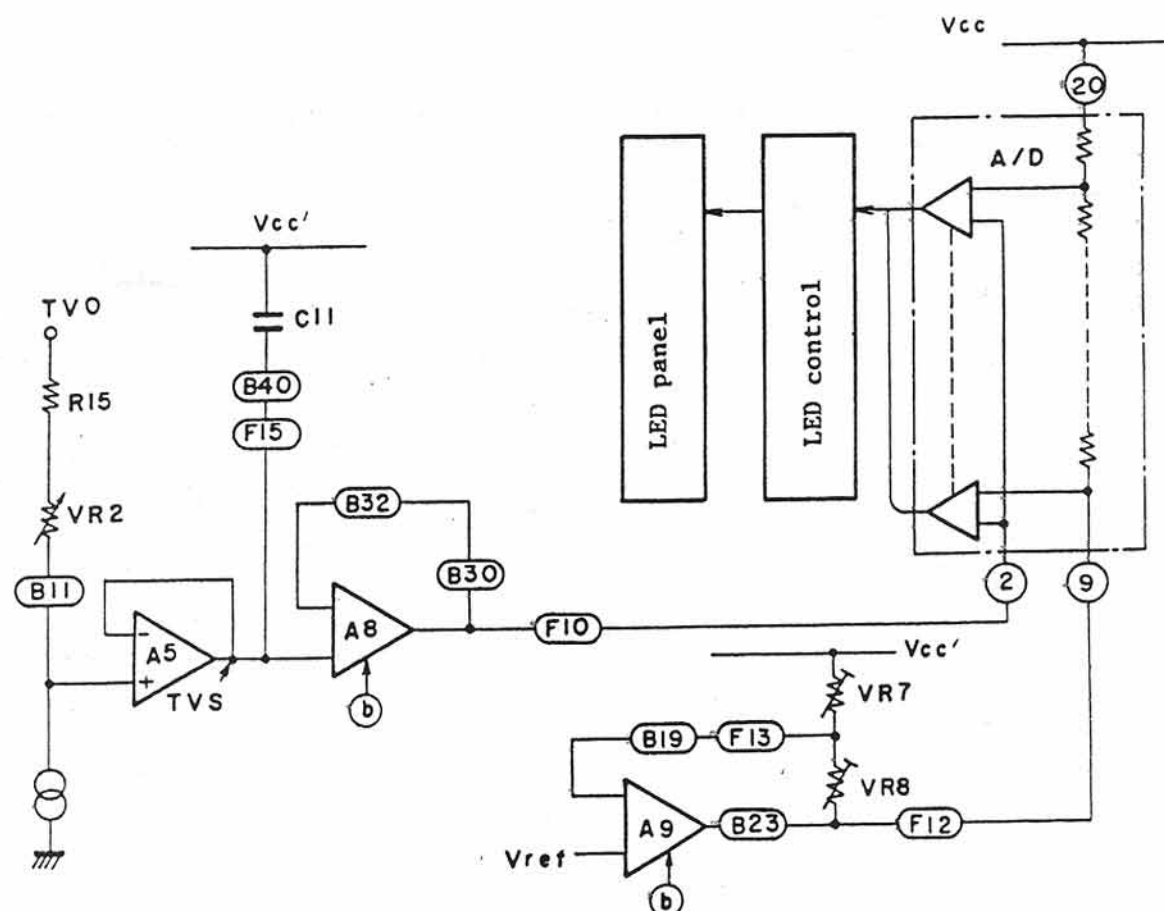 Vcc
20
A/D
Vcc'
TVO
C11
R15
B40
F15
LED panel
LED control
VR2
B32
B11
B30
2
9
A5
-
+
TVS
A8
F10
b
Vcc'
VR7
B19
F13
VR8
A9
B23
F12
Vref
b